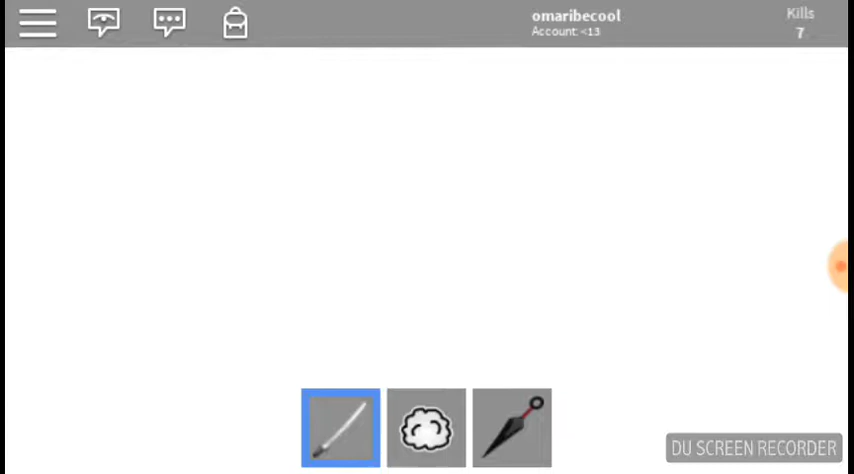 omaribecool
Account: <13
Kills
7
DU SCREEN RECORDER